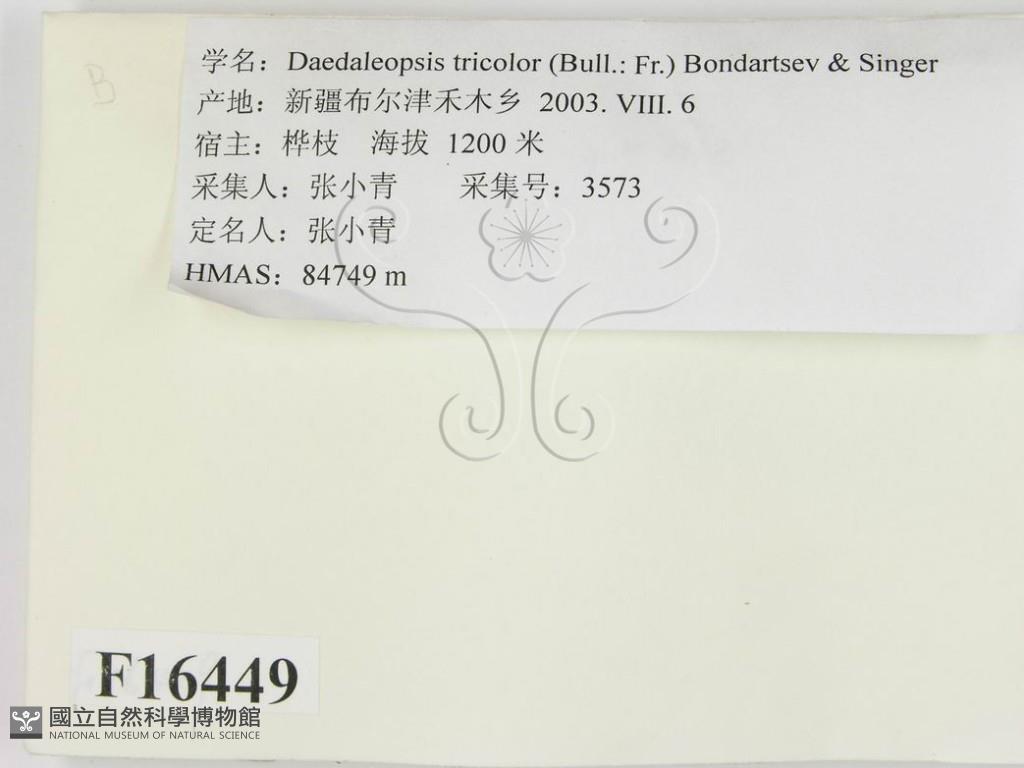 B
学名：Daedaleopsis tricolor (Bull.: Fr.) Bondartsev & Singer
产地：新疆布尔津禾木乡 2003. VIII. 6
宿主：桦枝 海拔 1200 米
采集人：张小青 采集号：3573
定名人：张小青
HMAS：84749 m
F16449
國立自然科學博物館
NATIONAL MUSEUM OF NATURAL SCIENCE